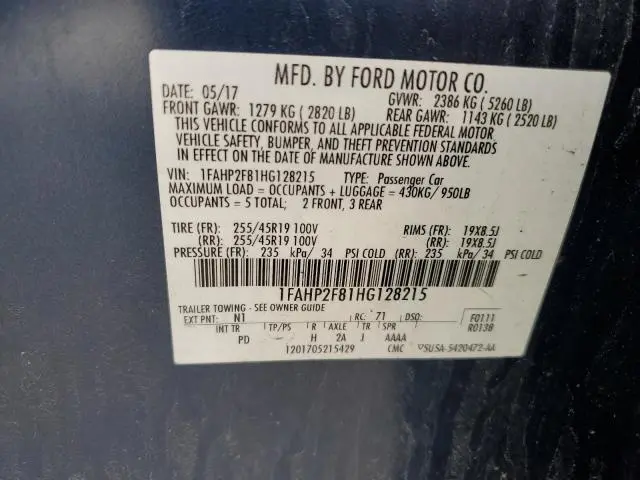 MFD. BY FORD MOTOR CO.
DATE: 05/17 GVWR: 2386 KG ( 5260 LB)
FRONT GAWR: 1279 KG ( 2820 LB) REAR GAWR: 1143 KG ( 2520 LB)
THIS VEHICLE CONFORMS TO ALL APPLICABLE FEDERAL MOTOR
VEHICLE SAFETY, BUMPER, AND THEFT PREVENTION STANDARDS
IN EFFECT ON THE DATE OF MANUFACTURE SHOWN ABOVE.
VIN: 1FAHP2F81HG128215 TYPE: Passenger Car
MAXIMUM LOAD = OCCUPANTS + LUGGAGE = 430KG/ 950LB
OCCUPANTS = 5 TOTAL: 2 FRONT, 3 REAR
TIRE (FR): 255/45R19 100V RIMS (FR): 19X8.5J
(RR): 255/45R19 100V (RR): 19X8.5J
PRESSURE (FR): 235 kPa/ 34 PSI COLD (RR): 235 kPa/ 34 PSI COLD
1FAHP2F81HG128215
TRAILER TOWING - SEE OWNER GUIDE
EXT PNT: N1 RC: 71 DSO: F0111
INT TR TP/PS R AXLE TR SPR R0138
PD H 2A J AAAA
1201705215429 CMC 5U5A-5420472-AA